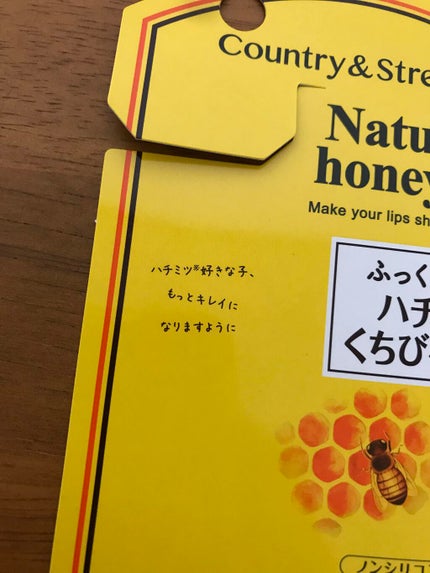 Country&Stre
Natu
honey
Make your lips sh
ハチミツ※好きな子、
もっとキレイに
なりますように
ふっく
ハチ
くちび
ノンシリコ